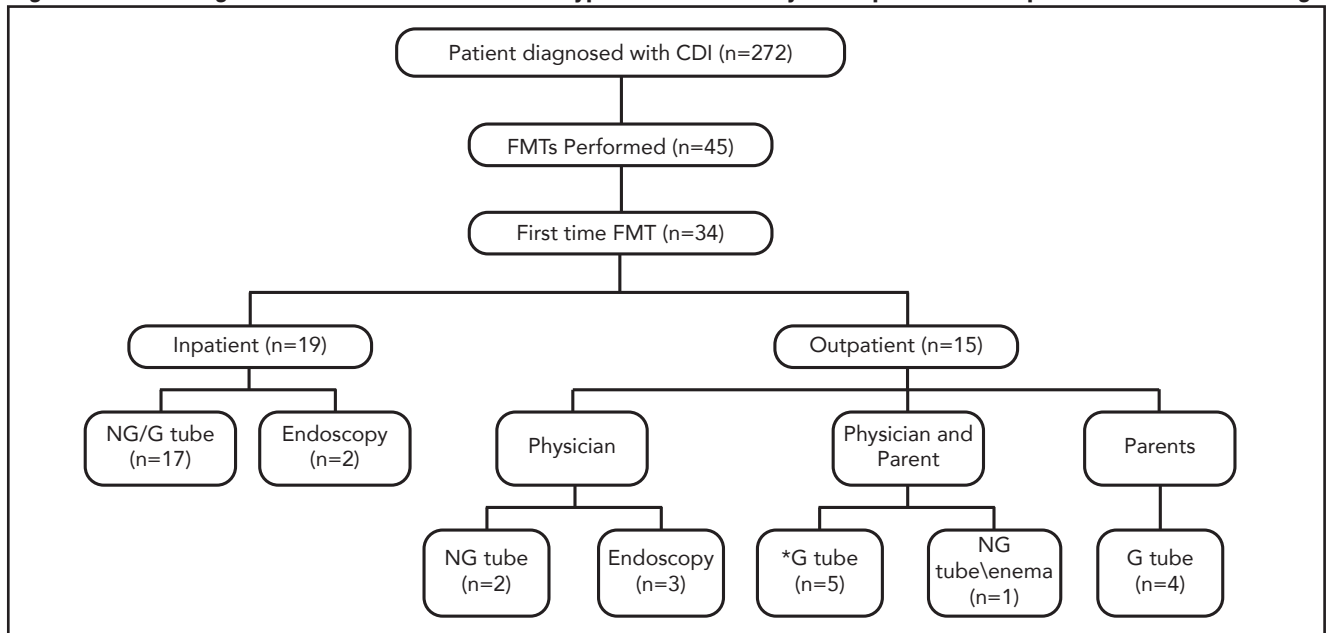 Patient diagnosed with CDI (n=272)
FMTs Performed (n=45)
First time FMT (n=34)
Inpatient (n=19)
Outpatient (n=15)
NG/G tube
(n=17)
Endoscopy
(n=2)
Physician
Physician and
Parent
Parents
NG tube
(n=2)
Endoscopy
(n=3)
*G tube
(n=5)
NG
tube\enema
(n=1)
G tube
(n=4)